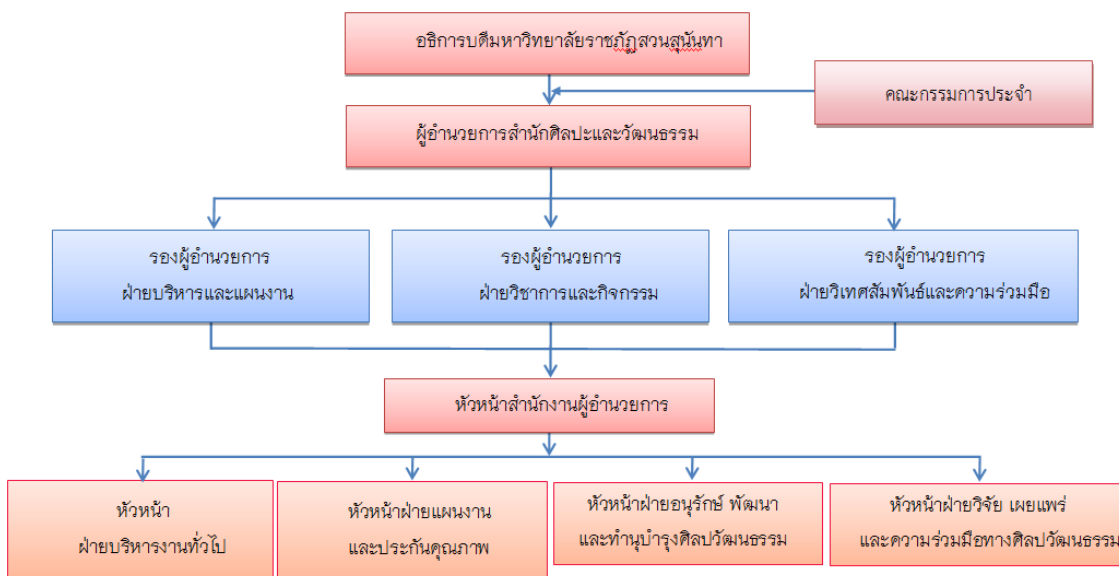 อธิการบดีมหาวิทยาลัยราชภัฏสวนสุนันทา
คณะกรรมการประจำ
ผู้อำนวยการสำนักศิลปะและวัฒนธรรม
รองผู้อำนวยการ
ฝ่ายบริหารและแผนงาน
รองผู้อำนวยการ
ฝ่ายวิชาการและกิจกรรม
รองผู้อำนวยการ
ฝ่ายวิเทศสัมพันธ์และความร่วมมือ
หัวหน้าสำนักงานผู้อำนวยการ
หัวหน้า
ฝ่ายบริหารงานทั่วไป
หัวหน้าฝ่ายแผนงาน
และประกันคุณภาพ
หัวหน้าฝ่ายอนุรักษ์ พัฒนา
และทำนุบำรุงศิลปวัฒนธรรม
หัวหน้าฝ่ายวิจัย เผยแพร่
และความร่วมมือทางศิลปวัฒนธรรม